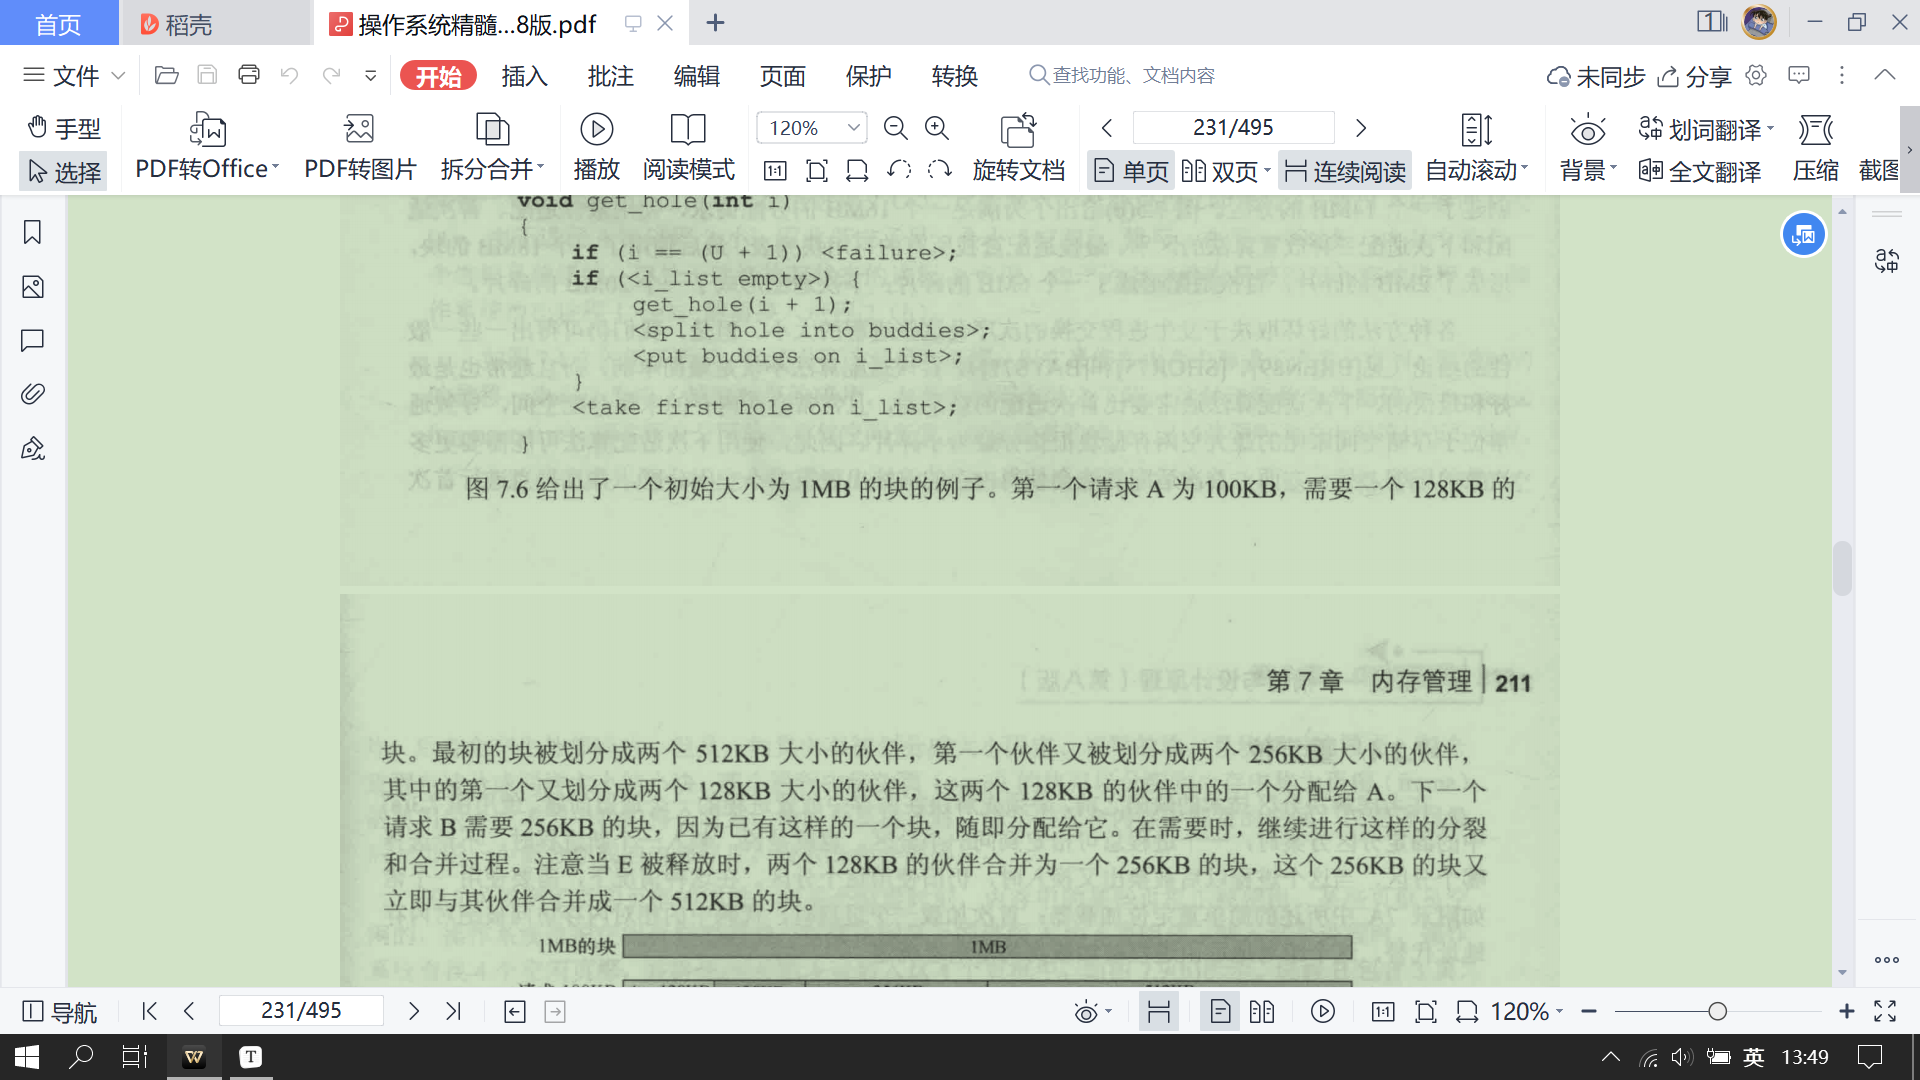 首页
稻壳
操作系统精髓...8版.pdf
文件
开始
插入
批注
编辑
页面
保护
转换
查找功能、文档内容
未同步
分享
手型
选择
PDF转Office
PDF转图片
拆分合并
播放
阅读模式
120%
旋转文档
231/495
单页
双页
连续阅读
自动滚动
背景
划词翻译
全文翻译
压缩
截图
void get_hole(int i)
{
if (i == (U + 1)) <failure>;
if (<i_list empty>) {
get_hole(i + 1);
<split hole into buddies>;
<put buddies on i_list>;
}
<take first hole on i_list>;
}
图 7.6 给出了一个初始大小为 1MB 的块的例子。第一个请求 A 为 100KB，需要一个 128KB 的
第 7 章 内存管理 211
块。最初的块被划分成两个 512KB 大小的伙伴，第一个伙伴又被划分成两个 256KB 大小的伙伴，
其中的第一个又划分成两个 128KB 大小的伙伴，这两个 128KB 的伙伴中的一个分配给 A。下一个
请求 B 需要 256KB 的块，因为已有这样的一个块，随即分配给它。在需要时，继续进行这样的分裂
和合并过程。注意当 E 被释放时，两个 128KB 的伙伴合并为一个 256KB 的块，这个 256KB 的块又
立即与其伙伴合并成一个 512KB 的块。
1MB的块 1MB
导航
231/495
120%
英
13:49